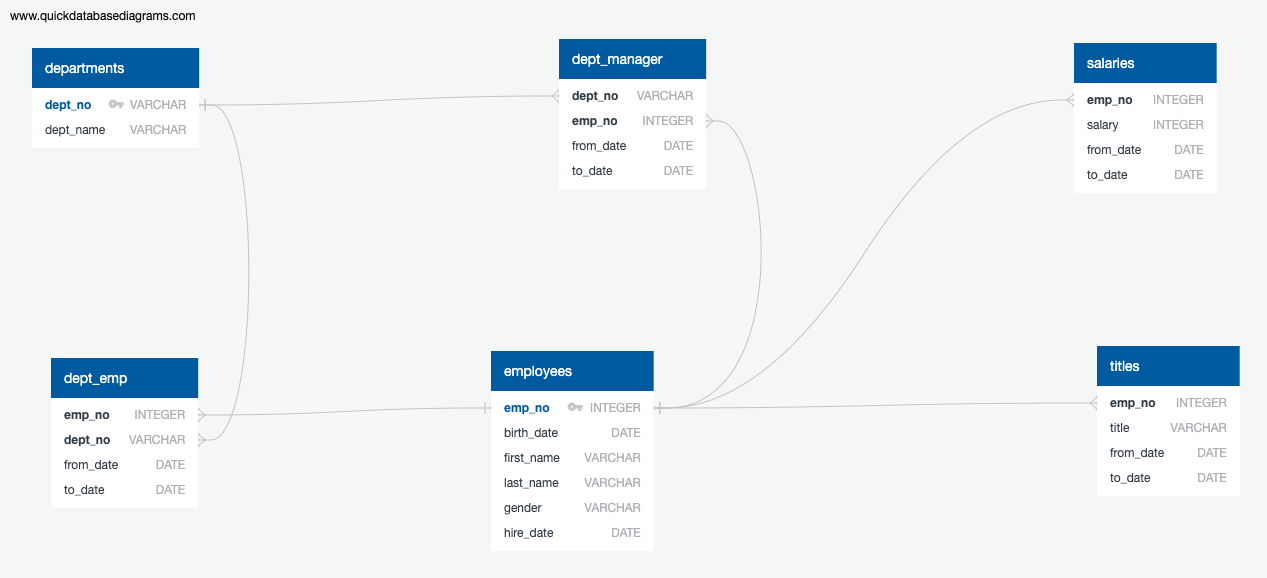 www.quickdatabasediagrams.com
departments
dept_no VARCHAR
dept_name VARCHAR
dept_manager
dept_no VARCHAR
emp_no INTEGER
from_date DATE
to_date DATE
salaries
emp_no INTEGER
salary INTEGER
from_date DATE
to_date DATE
dept_emp
emp_no INTEGER
dept_no VARCHAR
from_date DATE
to_date DATE
employees
emp_no INTEGER
birth_date DATE
first_name VARCHAR
last_name VARCHAR
gender VARCHAR
hire_date DATE
titles
emp_no INTEGER
title VARCHAR
from_date DATE
to_date DATE